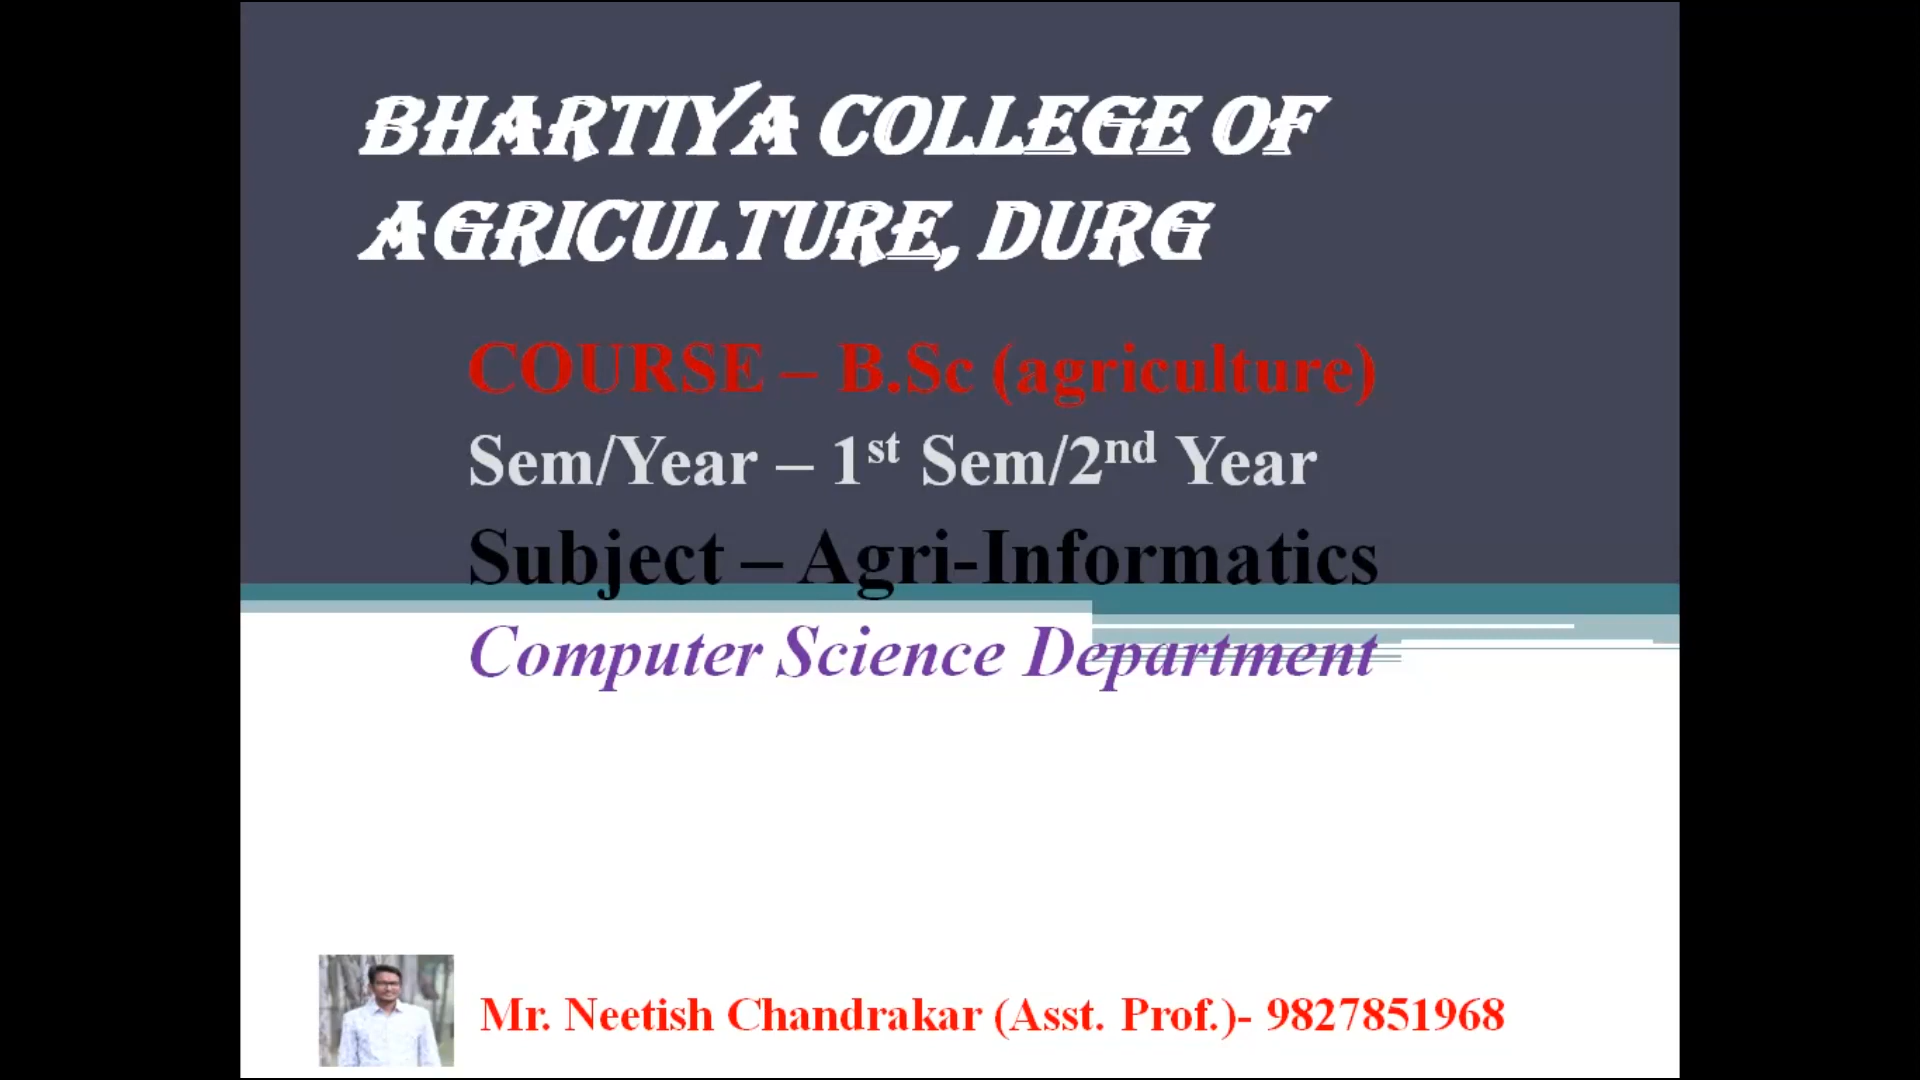 BHARTIYA COLLEGE OF
AGRICULTURE, DURG
COURSE – B.Sc (agriculture)
Sem/Year – 1st Sem/2nd Year
Subject – Agri-Informatics
Computer Science Department
Mr. Neetish Chandrakar (Asst. Prof.)- 9827851968